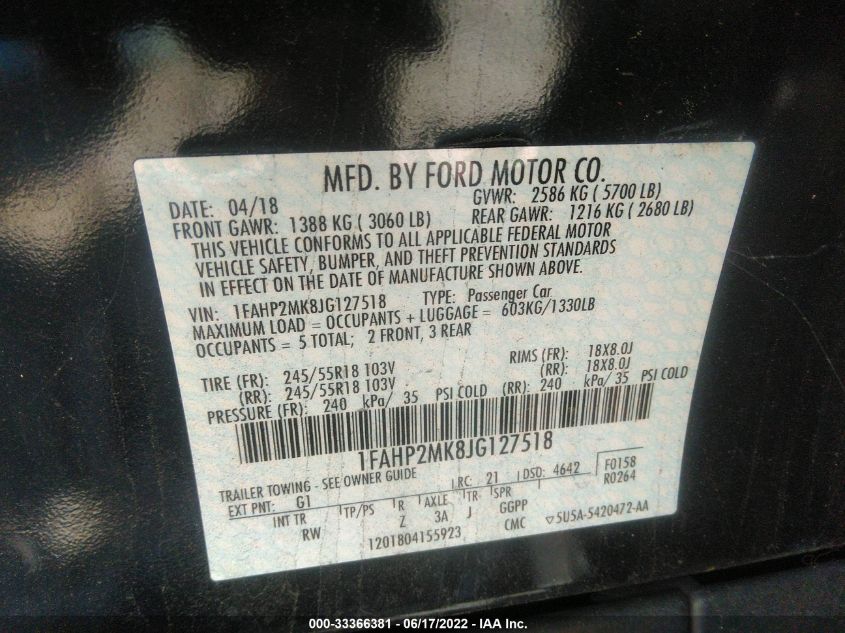 MFD. BY FORD MOTOR CO.
DATE: 04/18 GVWR: 2586 KG ( 5700 LB)
FRONT GAWR: 1388 KG ( 3060 LB) REAR GAWR: 1216 KG ( 2680 LB)
THIS VEHICLE CONFORMS TO ALL APPLICABLE FEDERAL MOTOR
VEHICLE SAFETY, BUMPER, AND THEFT PREVENTION STANDARDS
IN EFFECT ON THE DATE OF MANUFACTURE SHOWN ABOVE.
VIN: 1FAHP2MK8JG127518 TYPE: Passenger Car
MAXIMUM LOAD = OCCUPANTS + LUGGAGE = 603KG/1330LB
OCCUPANTS = 5 TOTAL; 2 FRONT, 3 REAR
TIRE (FR): 245/55R18 103V RIMS (FR): 18X8.0J
(RR): 245/55R18 103V (RR): 18X8.0J
PRESSURE (FR): 240 kPa/ 35 PSI COLD (RR): 240 kPa/ 35 PSI COLD
1FAHP2MK8JG127518
TRAILER TOWING - SEE OWNER GUIDE
EXT PNT: G1 RC: 21 DSO: 4642 F0158
R0264
INT TR TP/PS R AXLE TR SPR
RW Z 3A J GGPP
1201804155923 CMC ▽5U5A-5420472-AA
000-33366381 - 06/17/2022 - IAA Inc.